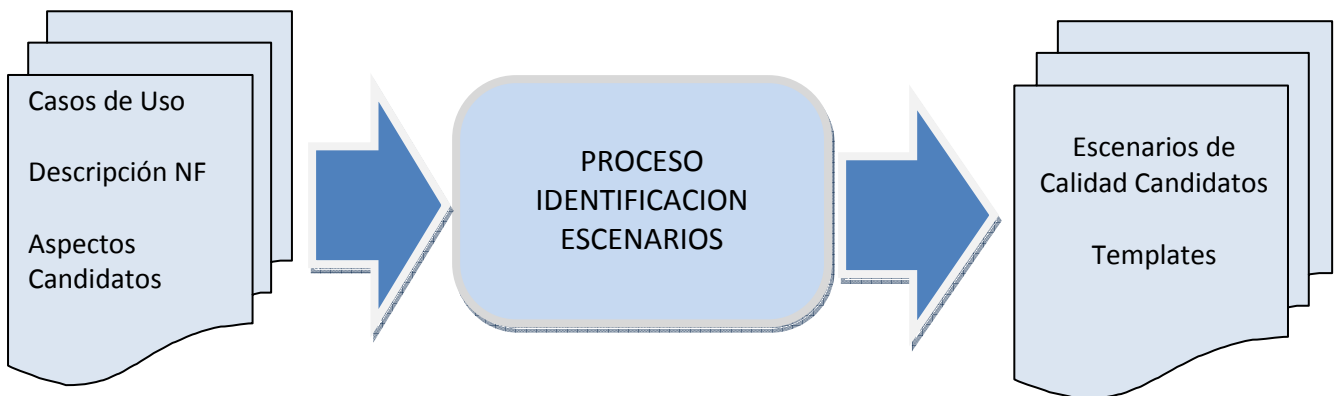 Casos de Uso
Descripción NF
Aspectos
Candidatos
PROCESO
IDENTIFICACION
ESCENARIOS
Escenarios de
Calidad Candidatos
Templates